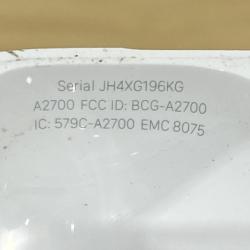 Serial JH4XG196KG
A2700 FCC ID: BCG-A2700
IC: 579C-A2700 EMC 8075